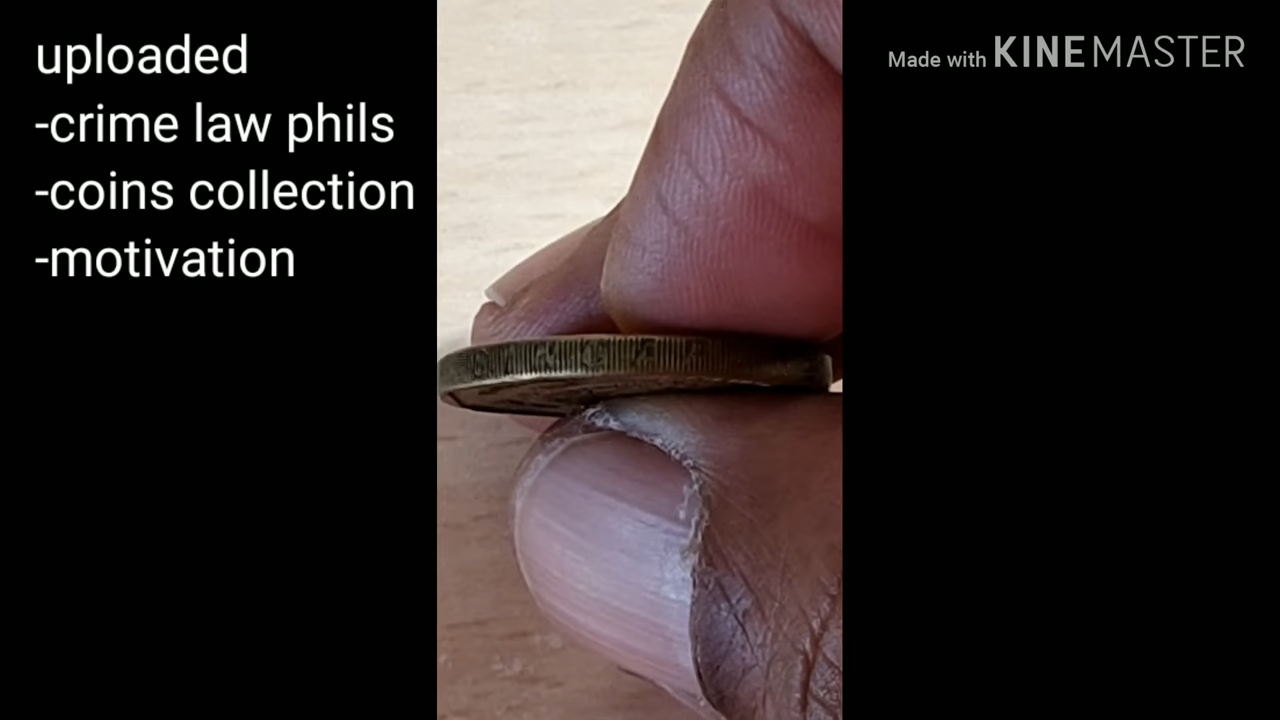 uploaded
-crime law phils
-coins collection
-motivation
Made with KINEMASTER